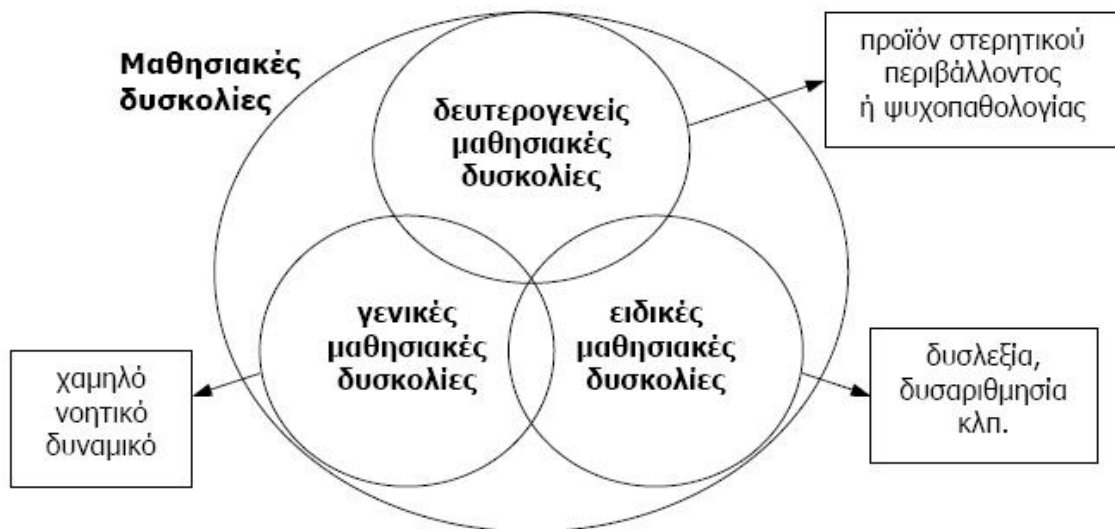 Μαθησιακές
δυσκολίες
δευτερογενείς
μαθησιακές
δυσκολίες
προϊόν στερητικού
περιβάλλοντος
ή ψυχοπαθολογίας
γενικές
μαθησιακές
δυσκολίες
ειδικές
μαθησιακές
δυσκολίες
χαμηλό
νοητικό
δυναμικό
δυσλεξία,
δυσαριθμησία
κλπ.